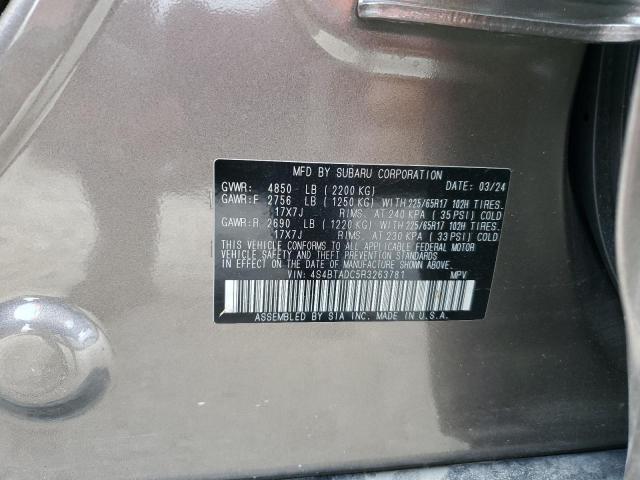 MFD BY SUBARU CORPORATION
GVWR: 4850 LB (2200 KG) DATE: 03/24
GAWR:F 2756 LB (1250 KG) WITH 225/65R17 102H TIRES,
17X7J RIMS, AT 240 KPA (35 PSI) COLD
GAWR:R 2690 LB (1220 KG) WITH 225/65R17 102H TIRES,
17X7J RIMS, AT 230 KPA (33 PSI) COLD
THIS VEHICLE CONFORMS TO ALL APPLICABLE FEDERAL MOTOR
VEHICLE SAFETY, BUMPER, AND THEFT PREVENTION STANDARDS
IN EFFECT ON THE DATE OF MANUFACTURE SHOWN ABOVE.
VIN: 4S4BTADC5R3263781 MPV
ASSEMBLED BY SIA INC. MADE IN U.S.A.